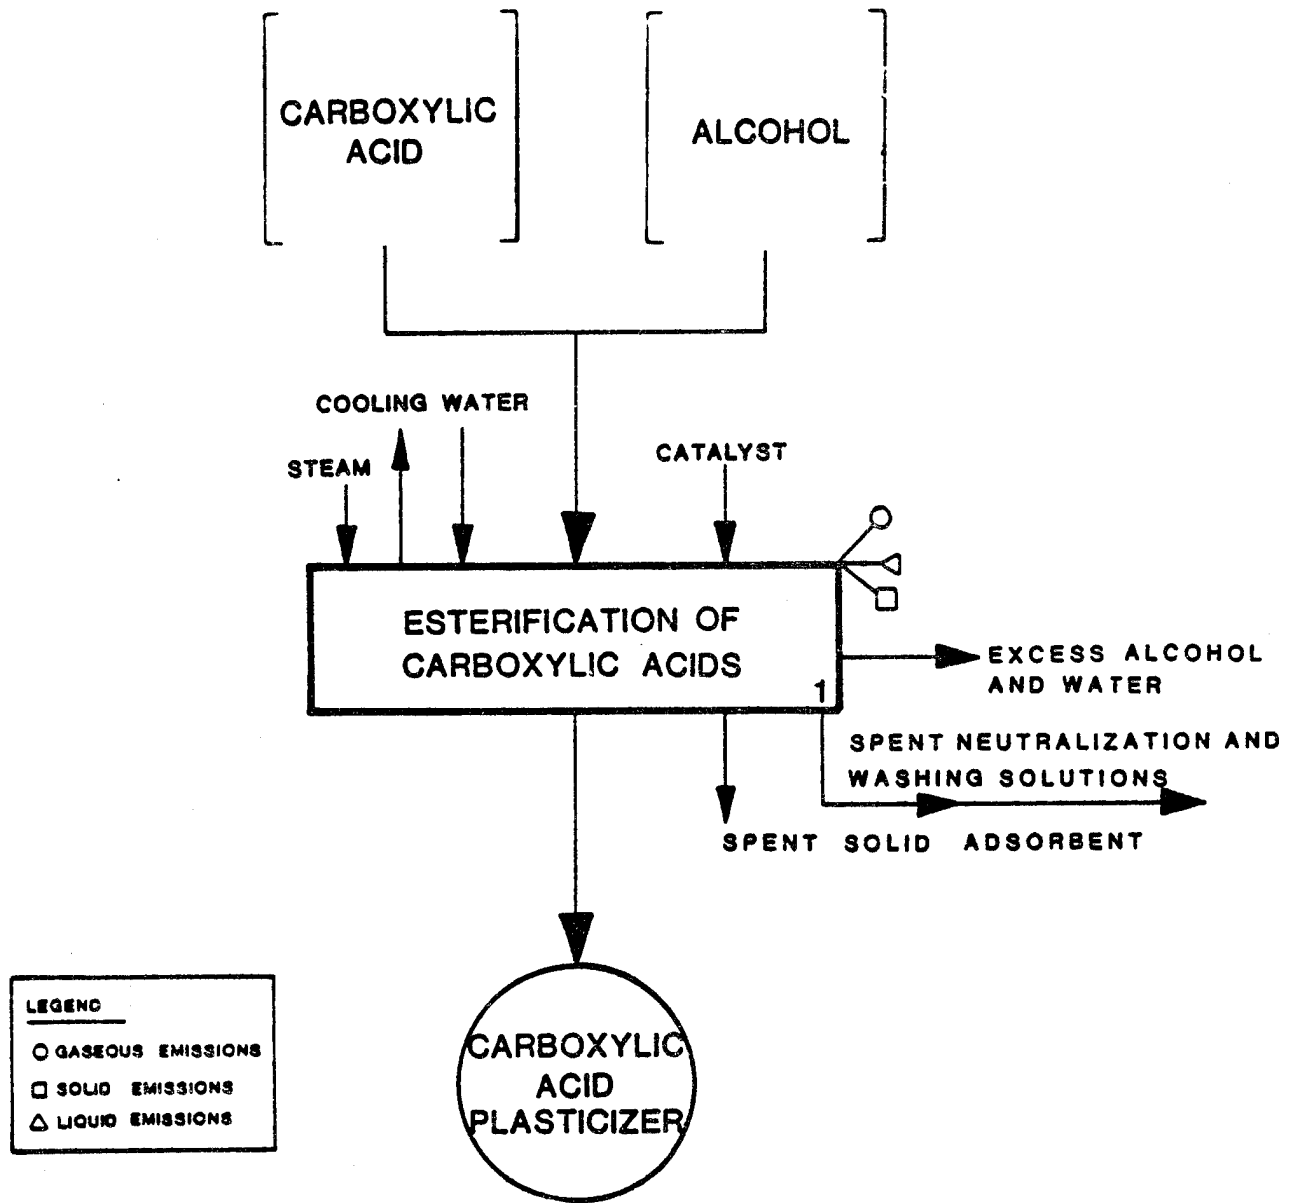 CARBOXYLIC
ACID
ALCOHOL
COOLING WATER
STEAM
CATALYST
ESTERIFICATION OF
CARBOXYLIC ACIDS
1
EXCESS ALCOHOL
AND WATER
SPENT NEUTRALIZATION AND
WASHING SOLUTIONS
SPENT SOLID ADSORBENT
CARBOXYLIC
ACID
PLASTICIZER
LEGEND
GASEOUS EMISSIONS
SOLID EMISSIONS
LIQUID EMISSIONS